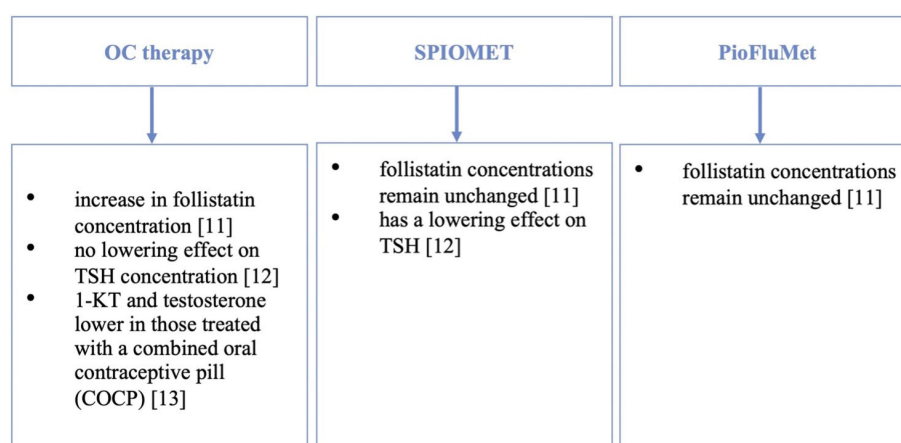 OC therapy
SPIOMET
PioFluMet
• increase in follistatin
concentration [11]
• no lowering effect on
TSH concentration [12]
• 1-KT and testosterone
lower in those treated
with a combined oral
contraceptive pill
(COCP) [13]
• follistatin concentrations
remain unchanged [11]
• has a lowering effect on
TSH [12]
• follistatin concentrations
remain unchanged [11]